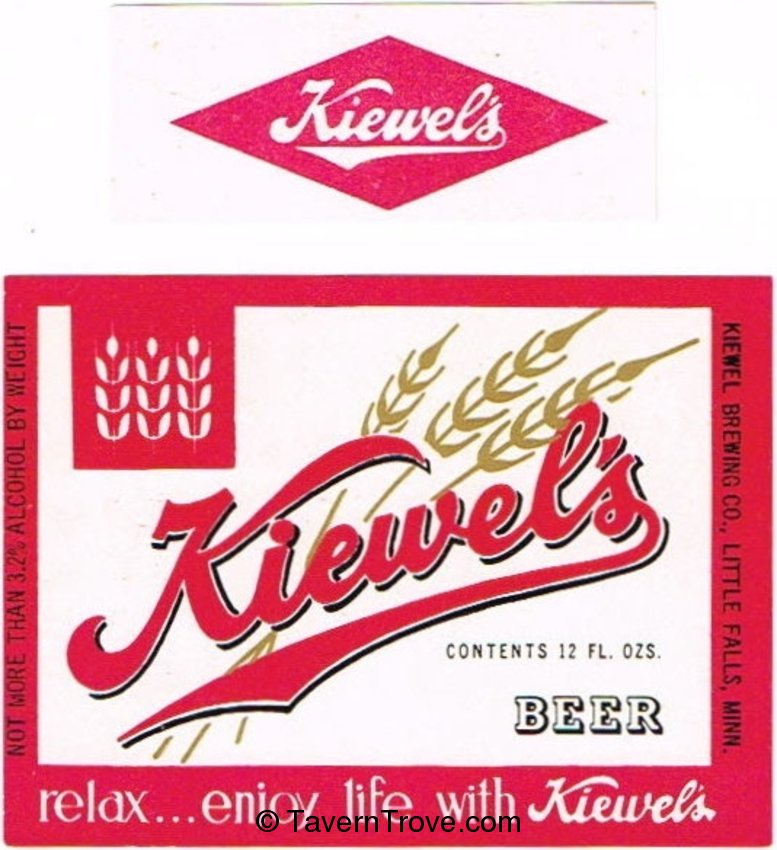 Kiewel's
NOT MORE THAN 3.2% ALCOHOL BY WEIGHT
KIEWEL BREWING CO., LITTLE FALLS, MINN.
Kiewel's
CONTENTS 12 FL. OZS.
BEER
relax...enjoy life with Kiewel's
© TavernTrove.com